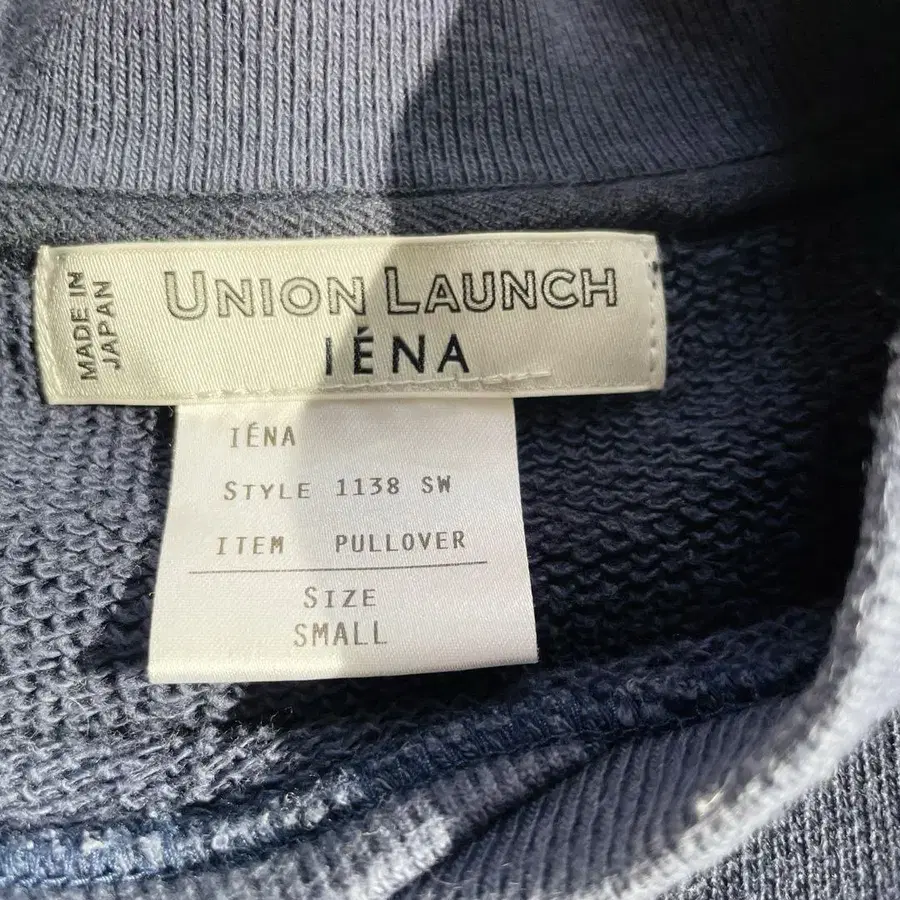 MADE IN
JAPAN
UNION LAUNCH
IÉNA
IÉNA
STYLE 1138 SW
ITEM PULLOVER
SIZE
SMALL